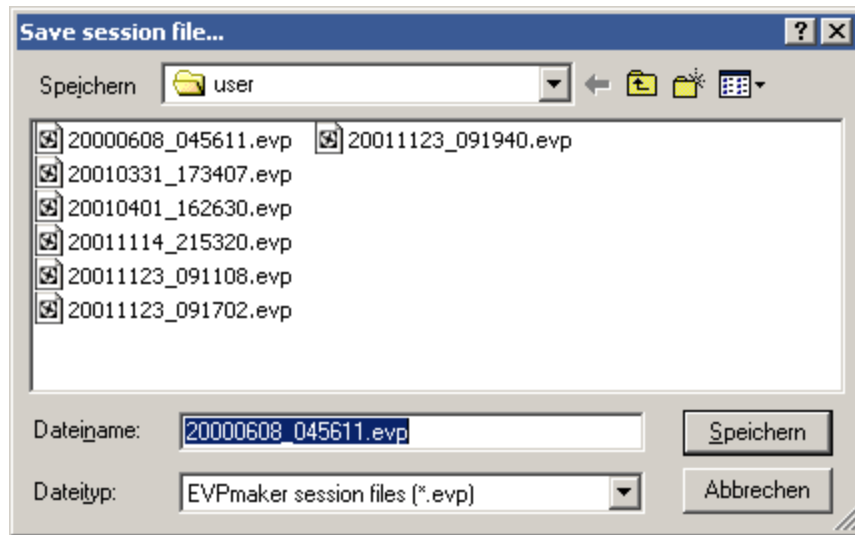 Save session file...
Speichern user
20000608_045611.evp 20011123_091940.evp
20010331_173407.evp
20010401_162630.evp
20011114_215320.evp
20011123_091108.evp
20011123_091702.evp
Dateiname: 20000608_045611.evp Speichern
Dateityp: EVPmaker session files (*.evp) Abbrechen